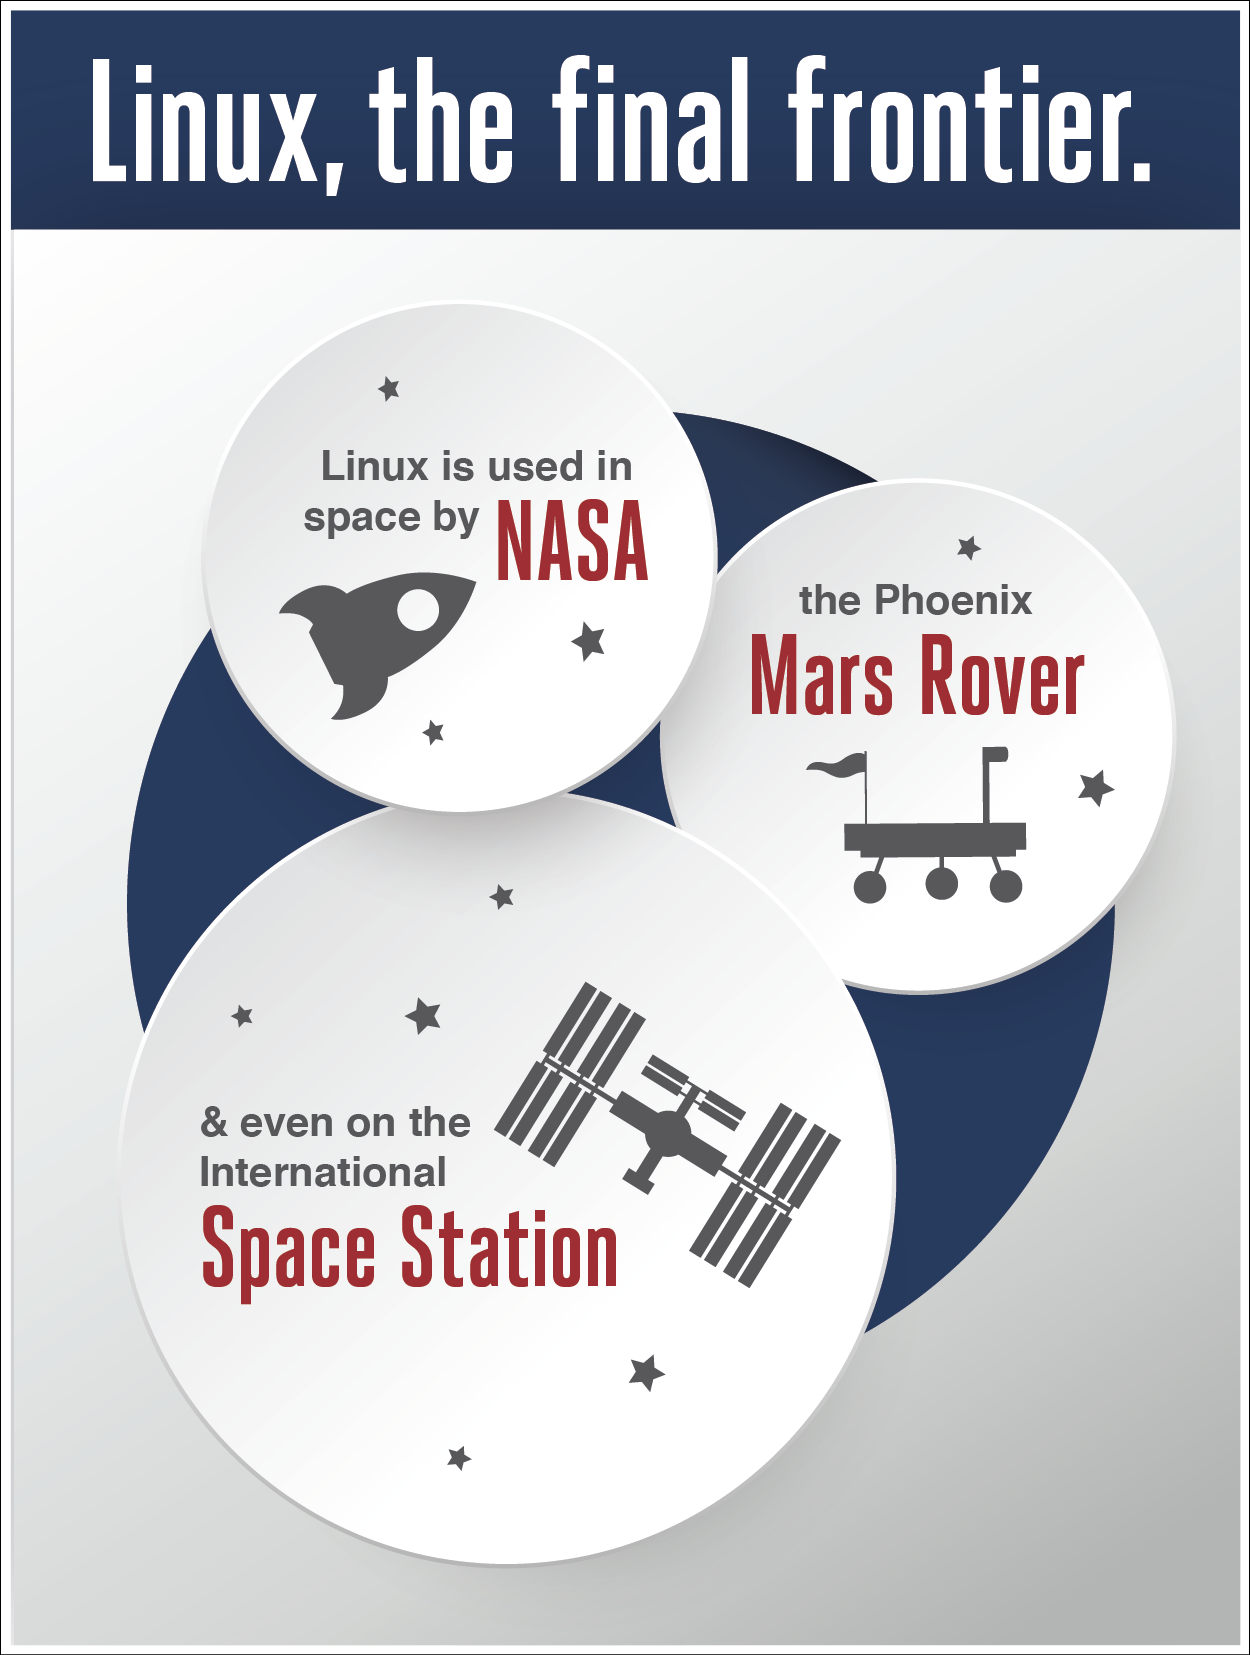 Linux, the final frontier.
Linux is used in
space by NASA
the Phoenix
Mars Rover
& even on the
International
Space Station